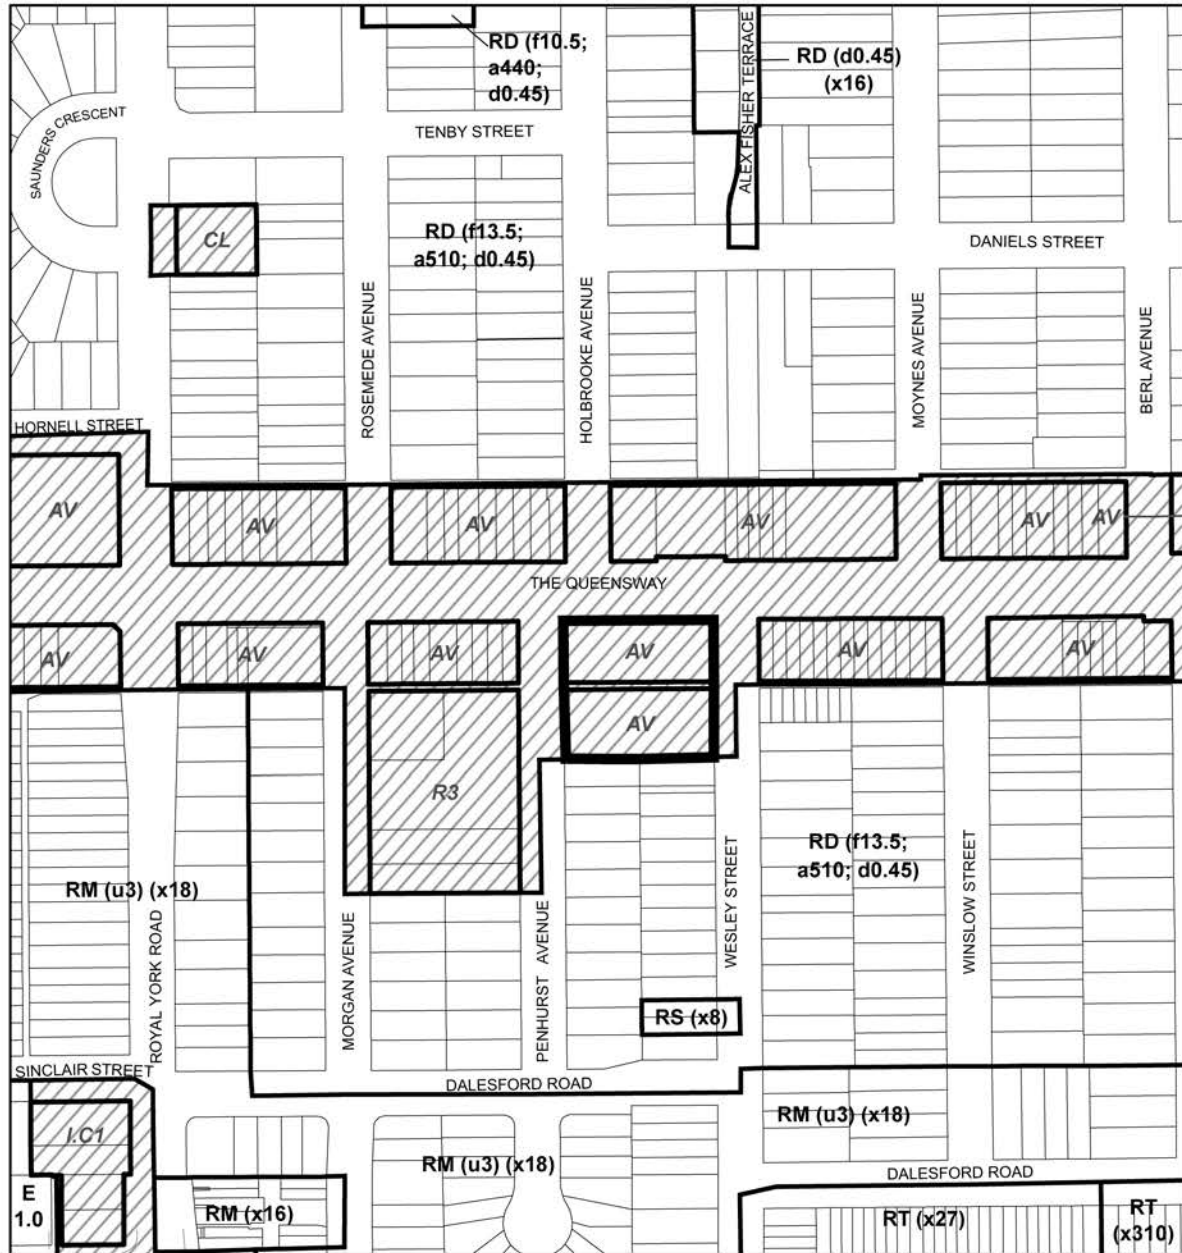 RD (f10.5;
a440;
d0.45)
ALEX FISHER TERRACE
RD (d0.45)
(x16)
SAUNDERS CRESCENT
TENBY STREET
CL
RD (f13.5;
a510; d0.45)
DANIELS STREET
ROSEMEDE AVENUE
HOLBROOKE AVENUE
MOYNES AVENUE
BERL AVENUE
HORNELL STREET
AV
AV
AV
AV
AV
AV
THE QUEENSWAY
AV
AV
AV
AV
AV
AV
AV
R3
RM (u3) (x18)
ROYAL YORK ROAD
MORGAN AVENUE
PENHURST AVENUE
WESLEY STREET
RD (f13.5;
a510; d0.45)
WINSLOW STREET
RS (x8)
SINCLAIR STREET
DALESFORD ROAD
I.C1
RM (u3) (x18)
RM (u3) (x18)
DALESFORD ROAD
E
1.0
RM (x16)
RT (x27)
RT
(x310)